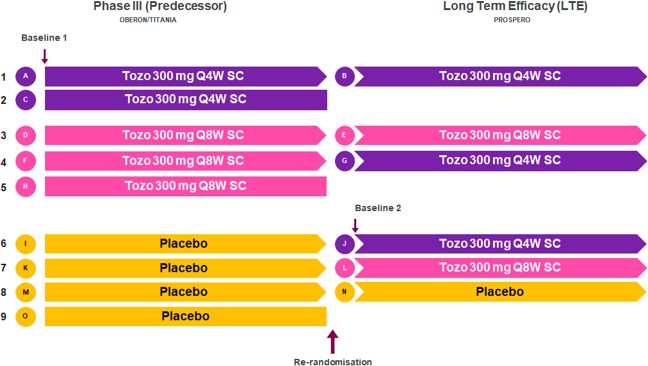 Phase III (Predecessor) Long Term Efficacy (LTE)
OBERON/TITANIA PROSPERO
Baseline 1
1 A Tozo 300 mg Q4W SC B Tozo 300 mg Q4W SC
2 C Tozo 300 mg Q4W SC
3 D Tozo 300 mg Q8W SC E Tozo 300 mg Q8W SC
4 F Tozo 300 mg Q8W SC G Tozo 300 mg Q4W SC
5 H Tozo 300 mg Q8W SC
Baseline 2
6 I Placebo J Tozo 300 mg Q4W SC
7 K Placebo L Tozo 300 mg Q8W SC
8 M Placebo N Placebo
9 O Placebo
Re-randomisation